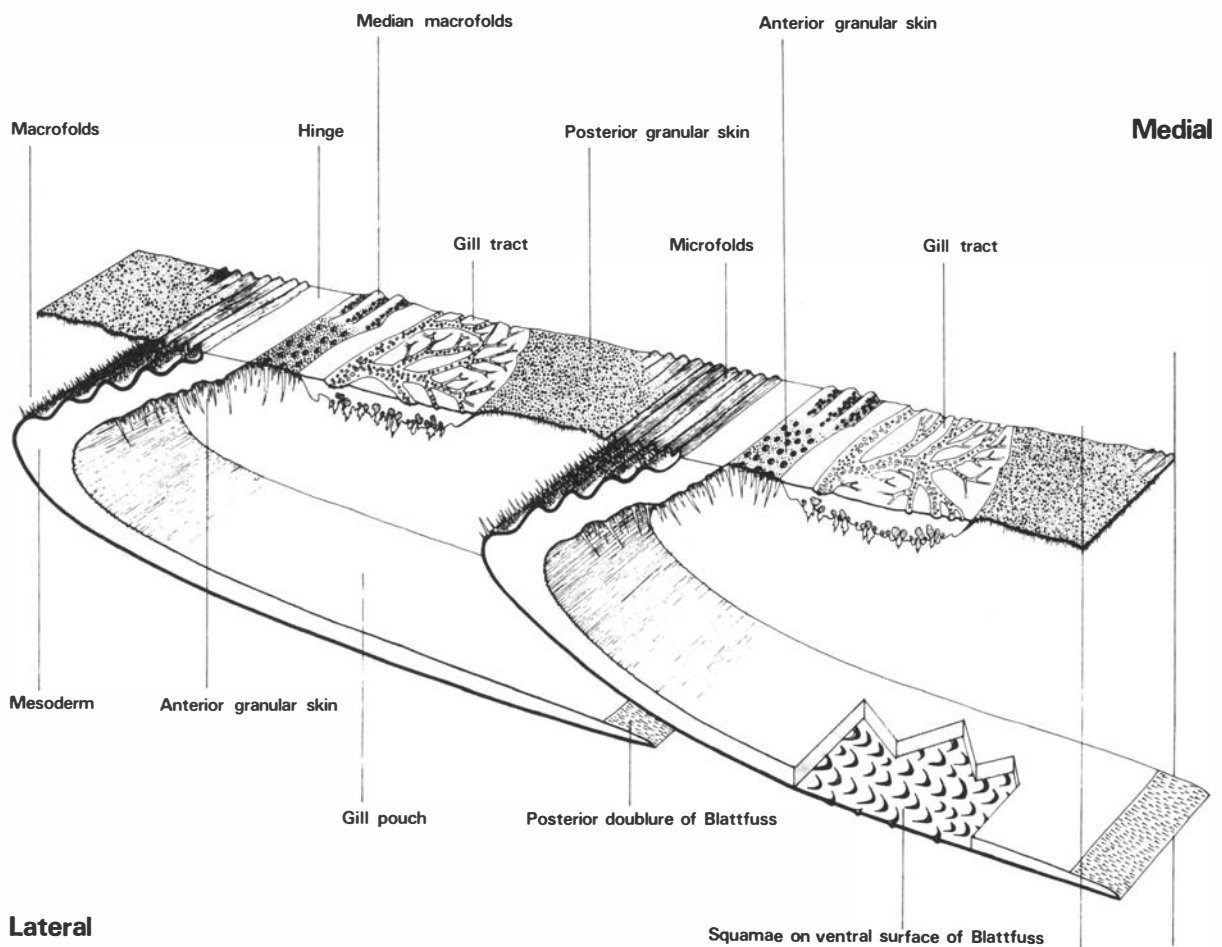 Median macrofolds
Anterior granular skin
Macrofolds
Hinge
Posterior granular skin
Medial
Gill tract
Microfolds
Gill tract
Mesoderm
Anterior granular skin
Gill pouch
Posterior doublure of Blattfuss
Lateral
Squamae on ventral surface of Blattfuss